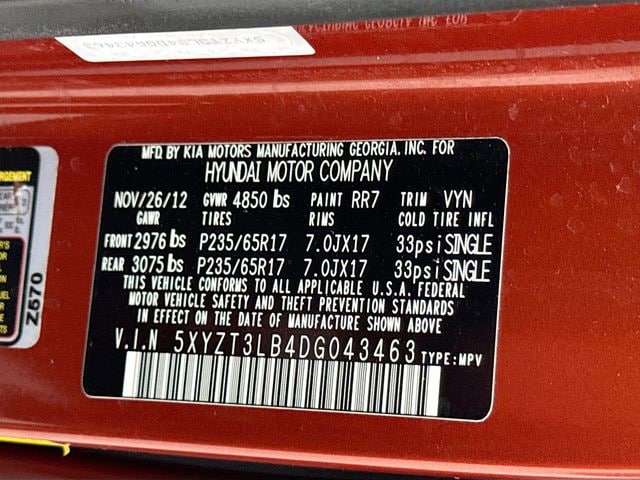 5XYZT3LB4DG043463
MFD. BY KIA MOTORS MANUFACTURING GEORGIA, INC. FOR
HYUNDAI MOTOR COMPANY
NOV/26/12 GVWR 4850 lbs PAINT RR7 TRIM VYN
GAWR TIRES RIMS COLD TIRE INFL
FRONT 2976 lbs P235/65R17 7.0JX17 33psi SINGLE
REAR 3075 lbs P235/65R17 7.0JX17 33psi SINGLE
THIS VEHICLE CONFORMS TO ALL APPLICABLE U.S.A. FEDERAL
MOTOR VEHICLE SAFETY AND THEFT PREVENTION STANDARDS
IN EFFECT ON THE DATE OF MANUFACTURE SHOWN ABOVE
V.I.N 5XYZT3LB4DG043463 TYPE:MPV
Z670